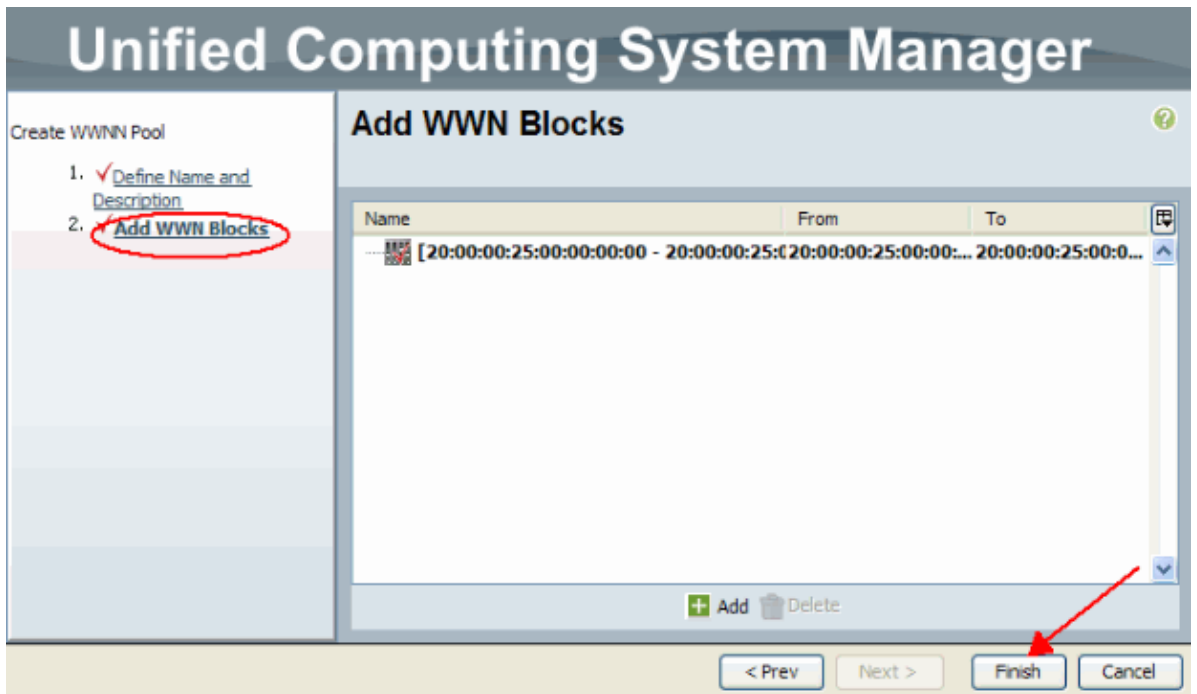 Unified Computing System Manager
Create WWNN Pool
1. Define Name and
Description
2. Add WWN Blocks
Add WWN Blocks
?
Name From To
[20:00:00:25:00:00:00:00 - 20:00:00:25:0 20:00:00:25:00:00:... 20:00:00:25:00:0...
Add Delete
< Prev Next > Finish Cancel